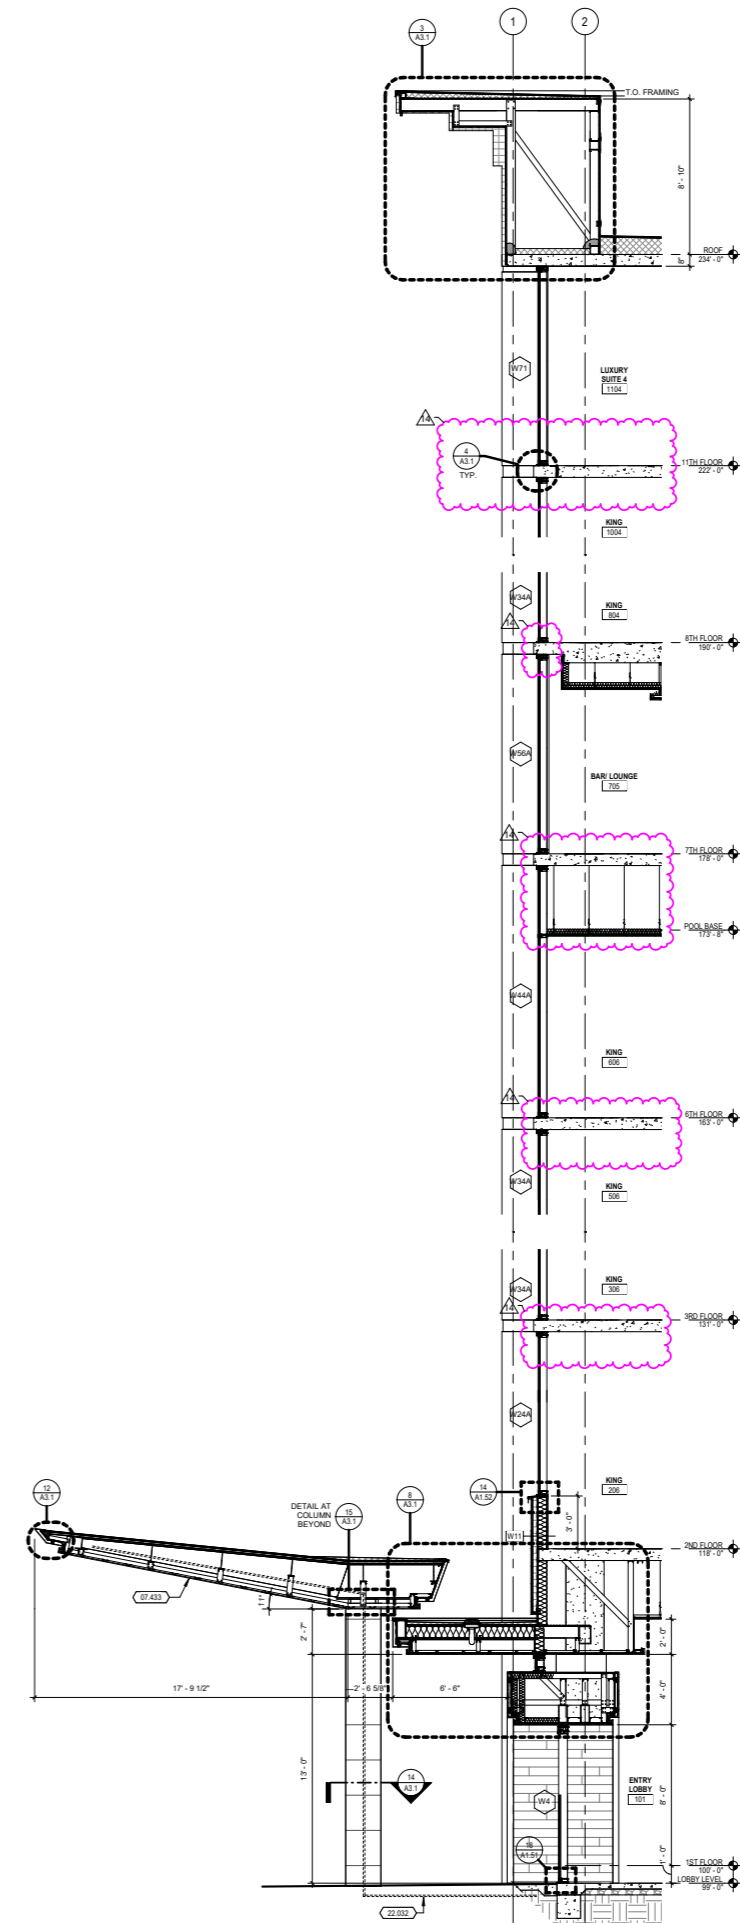 1
2
3
A3.1
T.O. FRAMING
8' - 10"
ROOF
234' - 0"
8"
W71
LUXURY
SUITE 4
1104
14
4
A3.1
TYP.
11TH FLOOR
222' - 0"
KING
1004
W34A
KING
804
14
8TH FLOOR
190' - 0"
W56A
BAR/ LOUNGE
705
14
7TH FLOOR
178' - 0"
POOL BASE
173' - 8"
W44A
KING
606
14
6TH FLOOR
163' - 0"
W34A
KING
506
W34A
KING
306
14
3RD FLOOR
131' - 0"
W24A
KING
206
12
A3.1
DETAIL AT
COLUMN
BEYOND
15
A3.1
8
A3.1
14
A1.52
3' - 0"
W11
2ND FLOOR
118' - 0"
07.433
11"
2' - 7"
2' - 0"
17' - 9 1/2"
2' - 6 5/8"
6' - 6"
4' - 0"
13' - 0"
14
A3.1
W4
ENTRY
LOBBY
101
8' - 0"
18
A1.51
1' - 0"
1ST FLOOR
100' - 0"
LOBBY LEVEL
99' - 0"
22.032